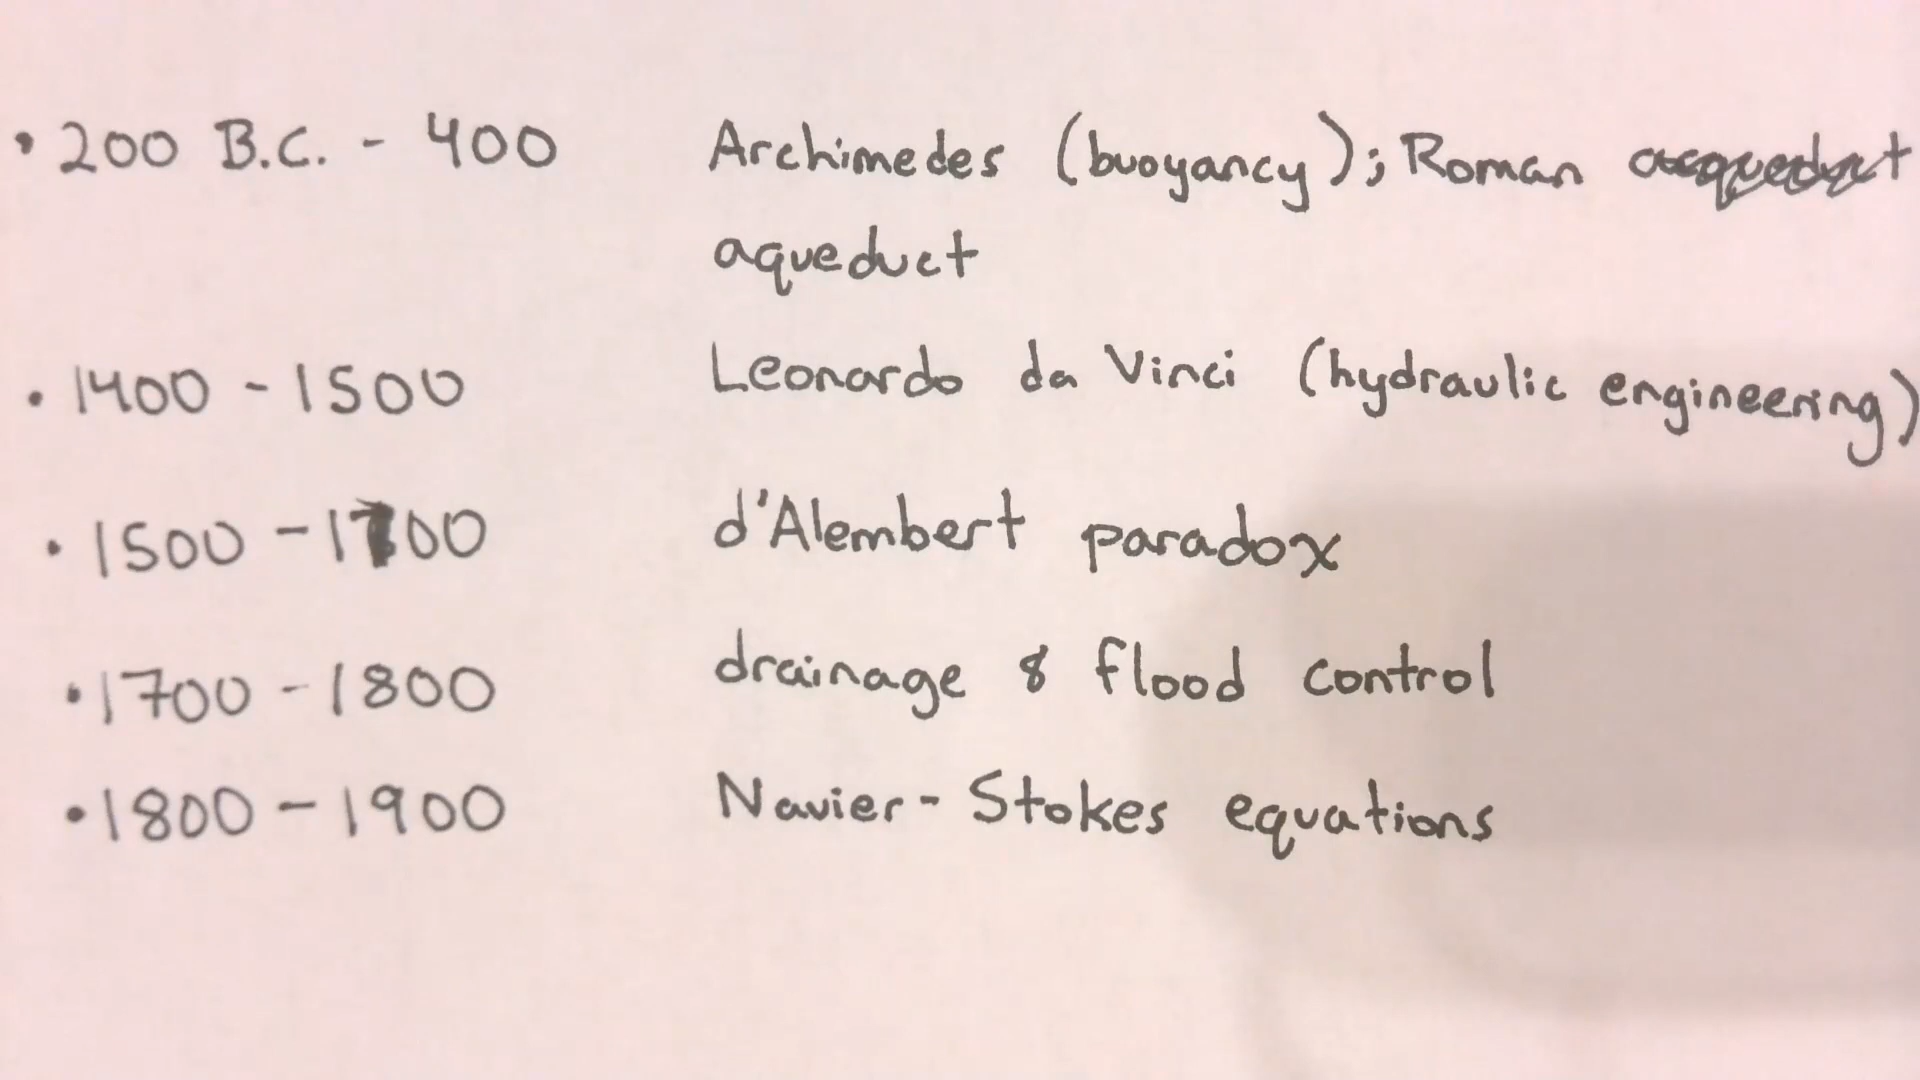 • 200 B.C. - 400 Archimedes (buoyancy); Roman
aqueduct
• 1400 - 1500 Leonardo da Vinci (hydraulic engineering)
• 1500 - 1700 d'Alembert paradox
• 1700 - 1800 drainage & flood control
• 1800 - 1900 Navier - Stokes equations